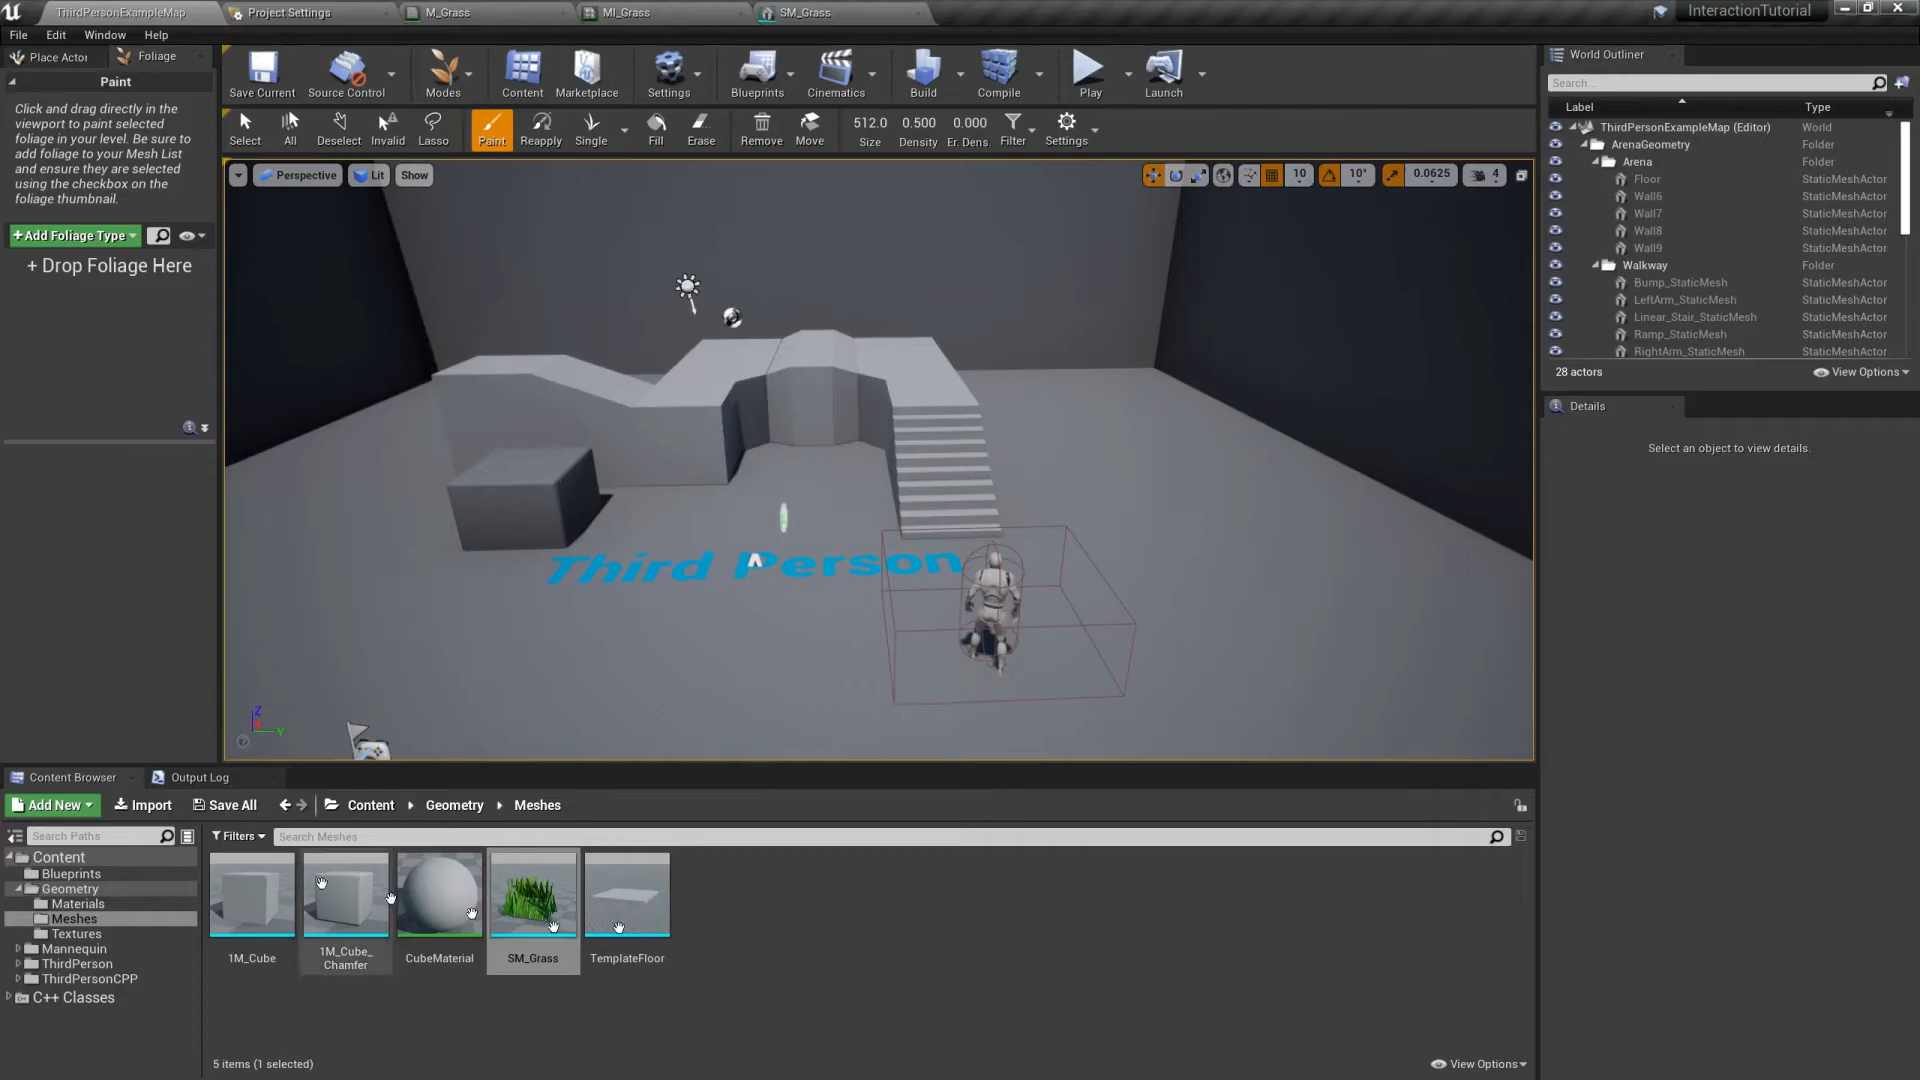 ThirdPersonExampleMap
Project Settings
M_Grass
MI_Grass
SM_Grass
InteractionTutorial
File Edit Window Help
Place Actor
Foliage
Paint
Click and drag directly in the
viewport to paint selected
foliage in your level. Be sure to
add foliage to your Mesh List
and ensure they are selected
using the checkbox on the
foliage thumbnail.
+Add Foliage Type
+ Drop Foliage Here
Save Current
Source Control
Modes
Content
Marketplace
Settings
Blueprints
Cinematics
Build
Compile
Play
Launch
Select
All
Deselect
Invalid
Lasso
Paint
Reapply
Single
Fill
Erase
Remove
Move
512.0
Size
0.500
Density
0.000
Er. Dens.
Filter
Settings
Perspective
Lit
Show
10
10°
0.0625
4
Third Person
Z
Y
World Outliner
Search...
Label
Type
ThirdPersonExampleMap (Editor) World
ArenaGeometry Folder
Arena Folder
Floor StaticMeshActor
Wall6 StaticMeshActor
Wall7 StaticMeshActor
Wall8 StaticMeshActor
Wall9 StaticMeshActor
Walkway Folder
Bump_StaticMesh StaticMeshActor
LeftArm_StaticMesh StaticMeshActor
Linear_Stair_StaticMesh StaticMeshActor
Ramp_StaticMesh StaticMeshActor
RightArm_StaticMesh StaticMeshActor
28 actors
View Options
Details
Select an object to view details.
Content Browser
Output Log
Add New
Import
Save All
Content
Geometry
Meshes
Search Paths
Filters
Search Meshes
Content
Blueprints
Geometry
Materials
Meshes
Textures
Mannequin
ThirdPerson
ThirdPersonCPP
C++ Classes
1M_Cube
1M_Cube_
Chamfer
CubeMaterial
SM_Grass
TemplateFloor
5 items (1 selected)
View Options